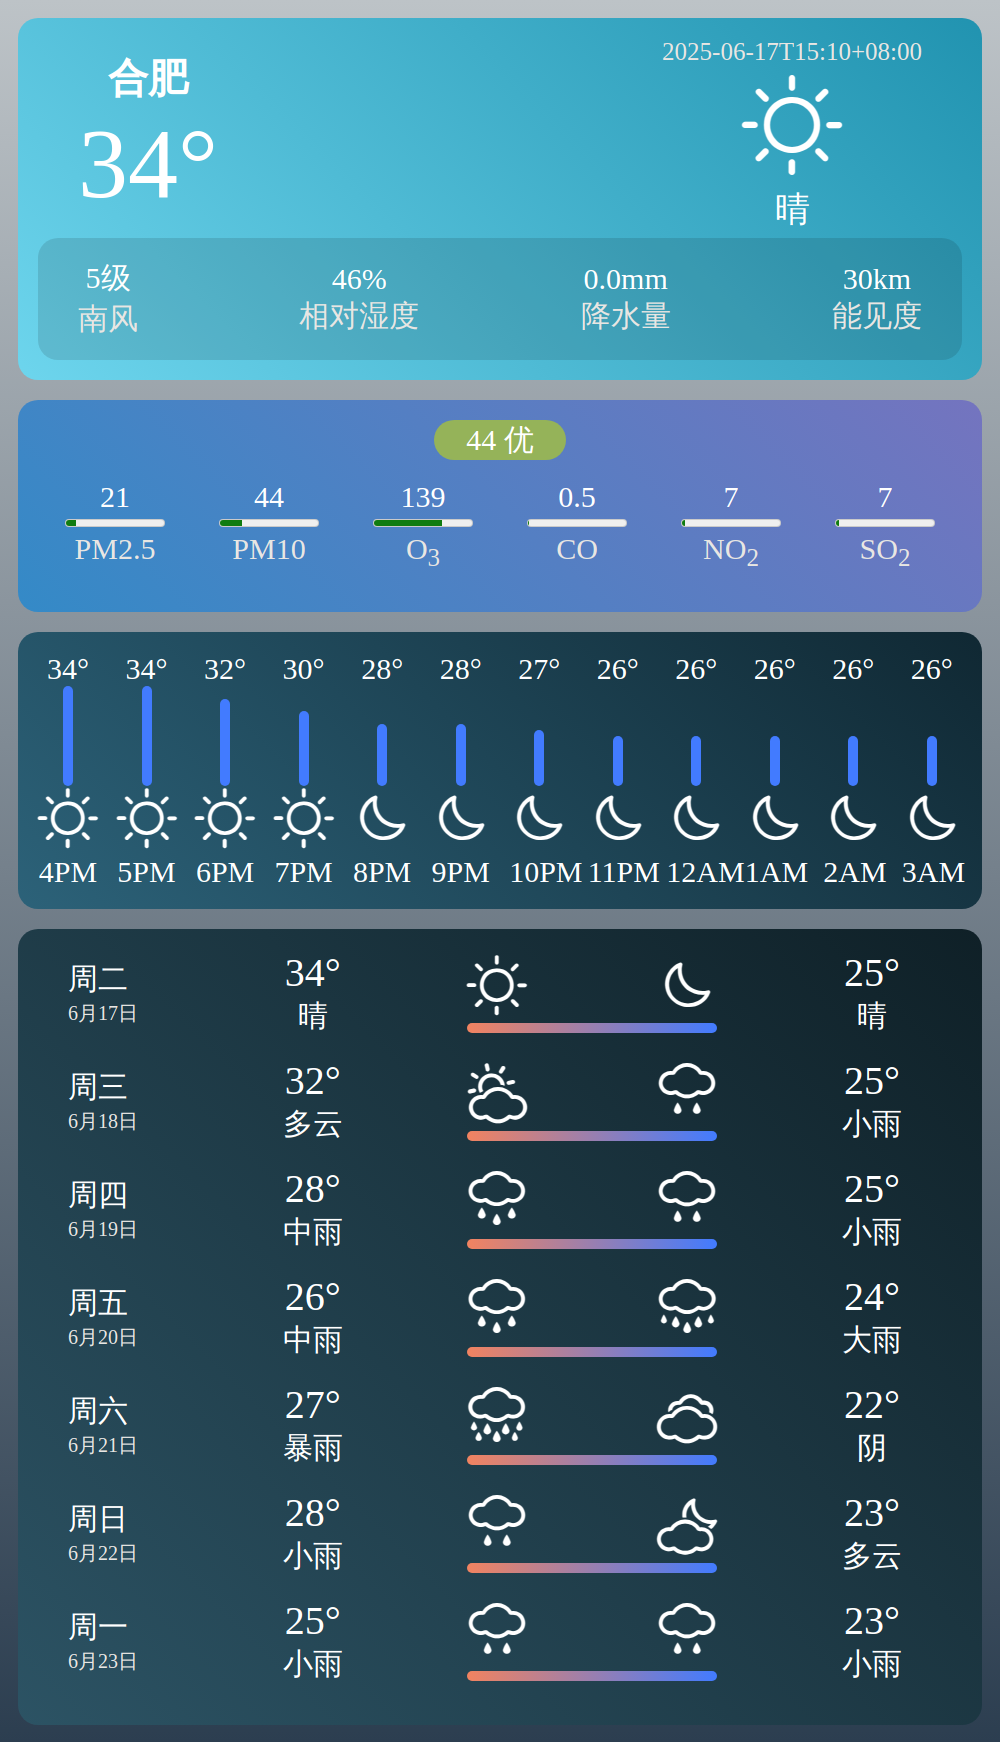 合肥
34°
2025-06-17T15:10+08:00
晴
5级 46% 0.0mm 30km
南风 相对湿度 降水量 能见度
44 优
21 44 139 0.5 7 7
PM2.5 PM10 O3 CO NO2 SO2
34° 34° 32° 30° 28° 28° 27° 26° 26° 26° 26° 26°
4PM 5PM 6PM 7PM 8PM 9PM 10PM 11PM 12AM 1AM 2AM 3AM
周二 34° 25°
6月17日 晴 晴
周三 32° 25°
6月18日 多云 小雨
周四 28° 25°
6月19日 中雨 小雨
周五 26° 24°
6月20日 中雨 大雨
周六 27° 22°
6月21日 暴雨 阴
周日 28° 23°
6月22日 小雨 多云
周一 25° 23°
6月23日 小雨 小雨